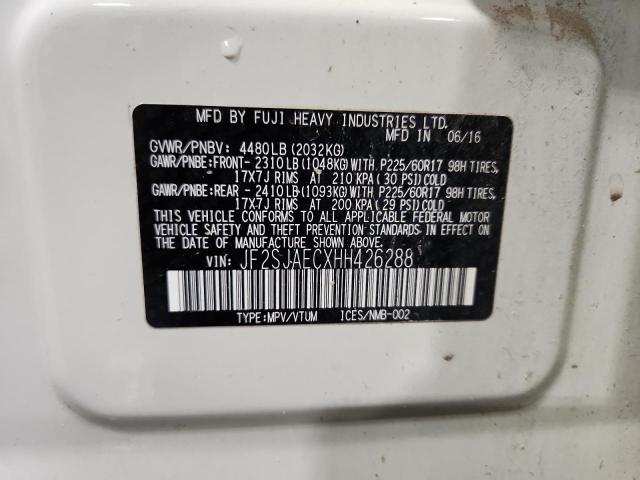 MFD BY FUJI HEAVY INDUSTRIES LTD.
MFD IN 06/16
GVWR/PNBV: 4480LB (2032KG)
GAWR/PNBE:FRONT- 2310LB (1048KG)WITH P225/60R17 98H TIRES,
17X7J RIMS AT 210 KPA (30 PSI)COLD
GAWR/PNBE:REAR - 2410LB(1093KG)WITH P225/60R17 98H TIRES,
17X7J RIMS AT 200 KPA (29 PSI)COLD
THIS VEHICLE CONFORMS TO ALL APPLICABLE FEDERAL MOTOR
VEHICLE SAFETY, BUMPER AND THEFT PREVENTION STANDARDS
IN EFFECT ON THE DATE OF MANUFACTURE SHOWN ABOVE.
VIN: JF2SJAECXHH426288
TYPE:MPV/VTUM ICES/NMB-002